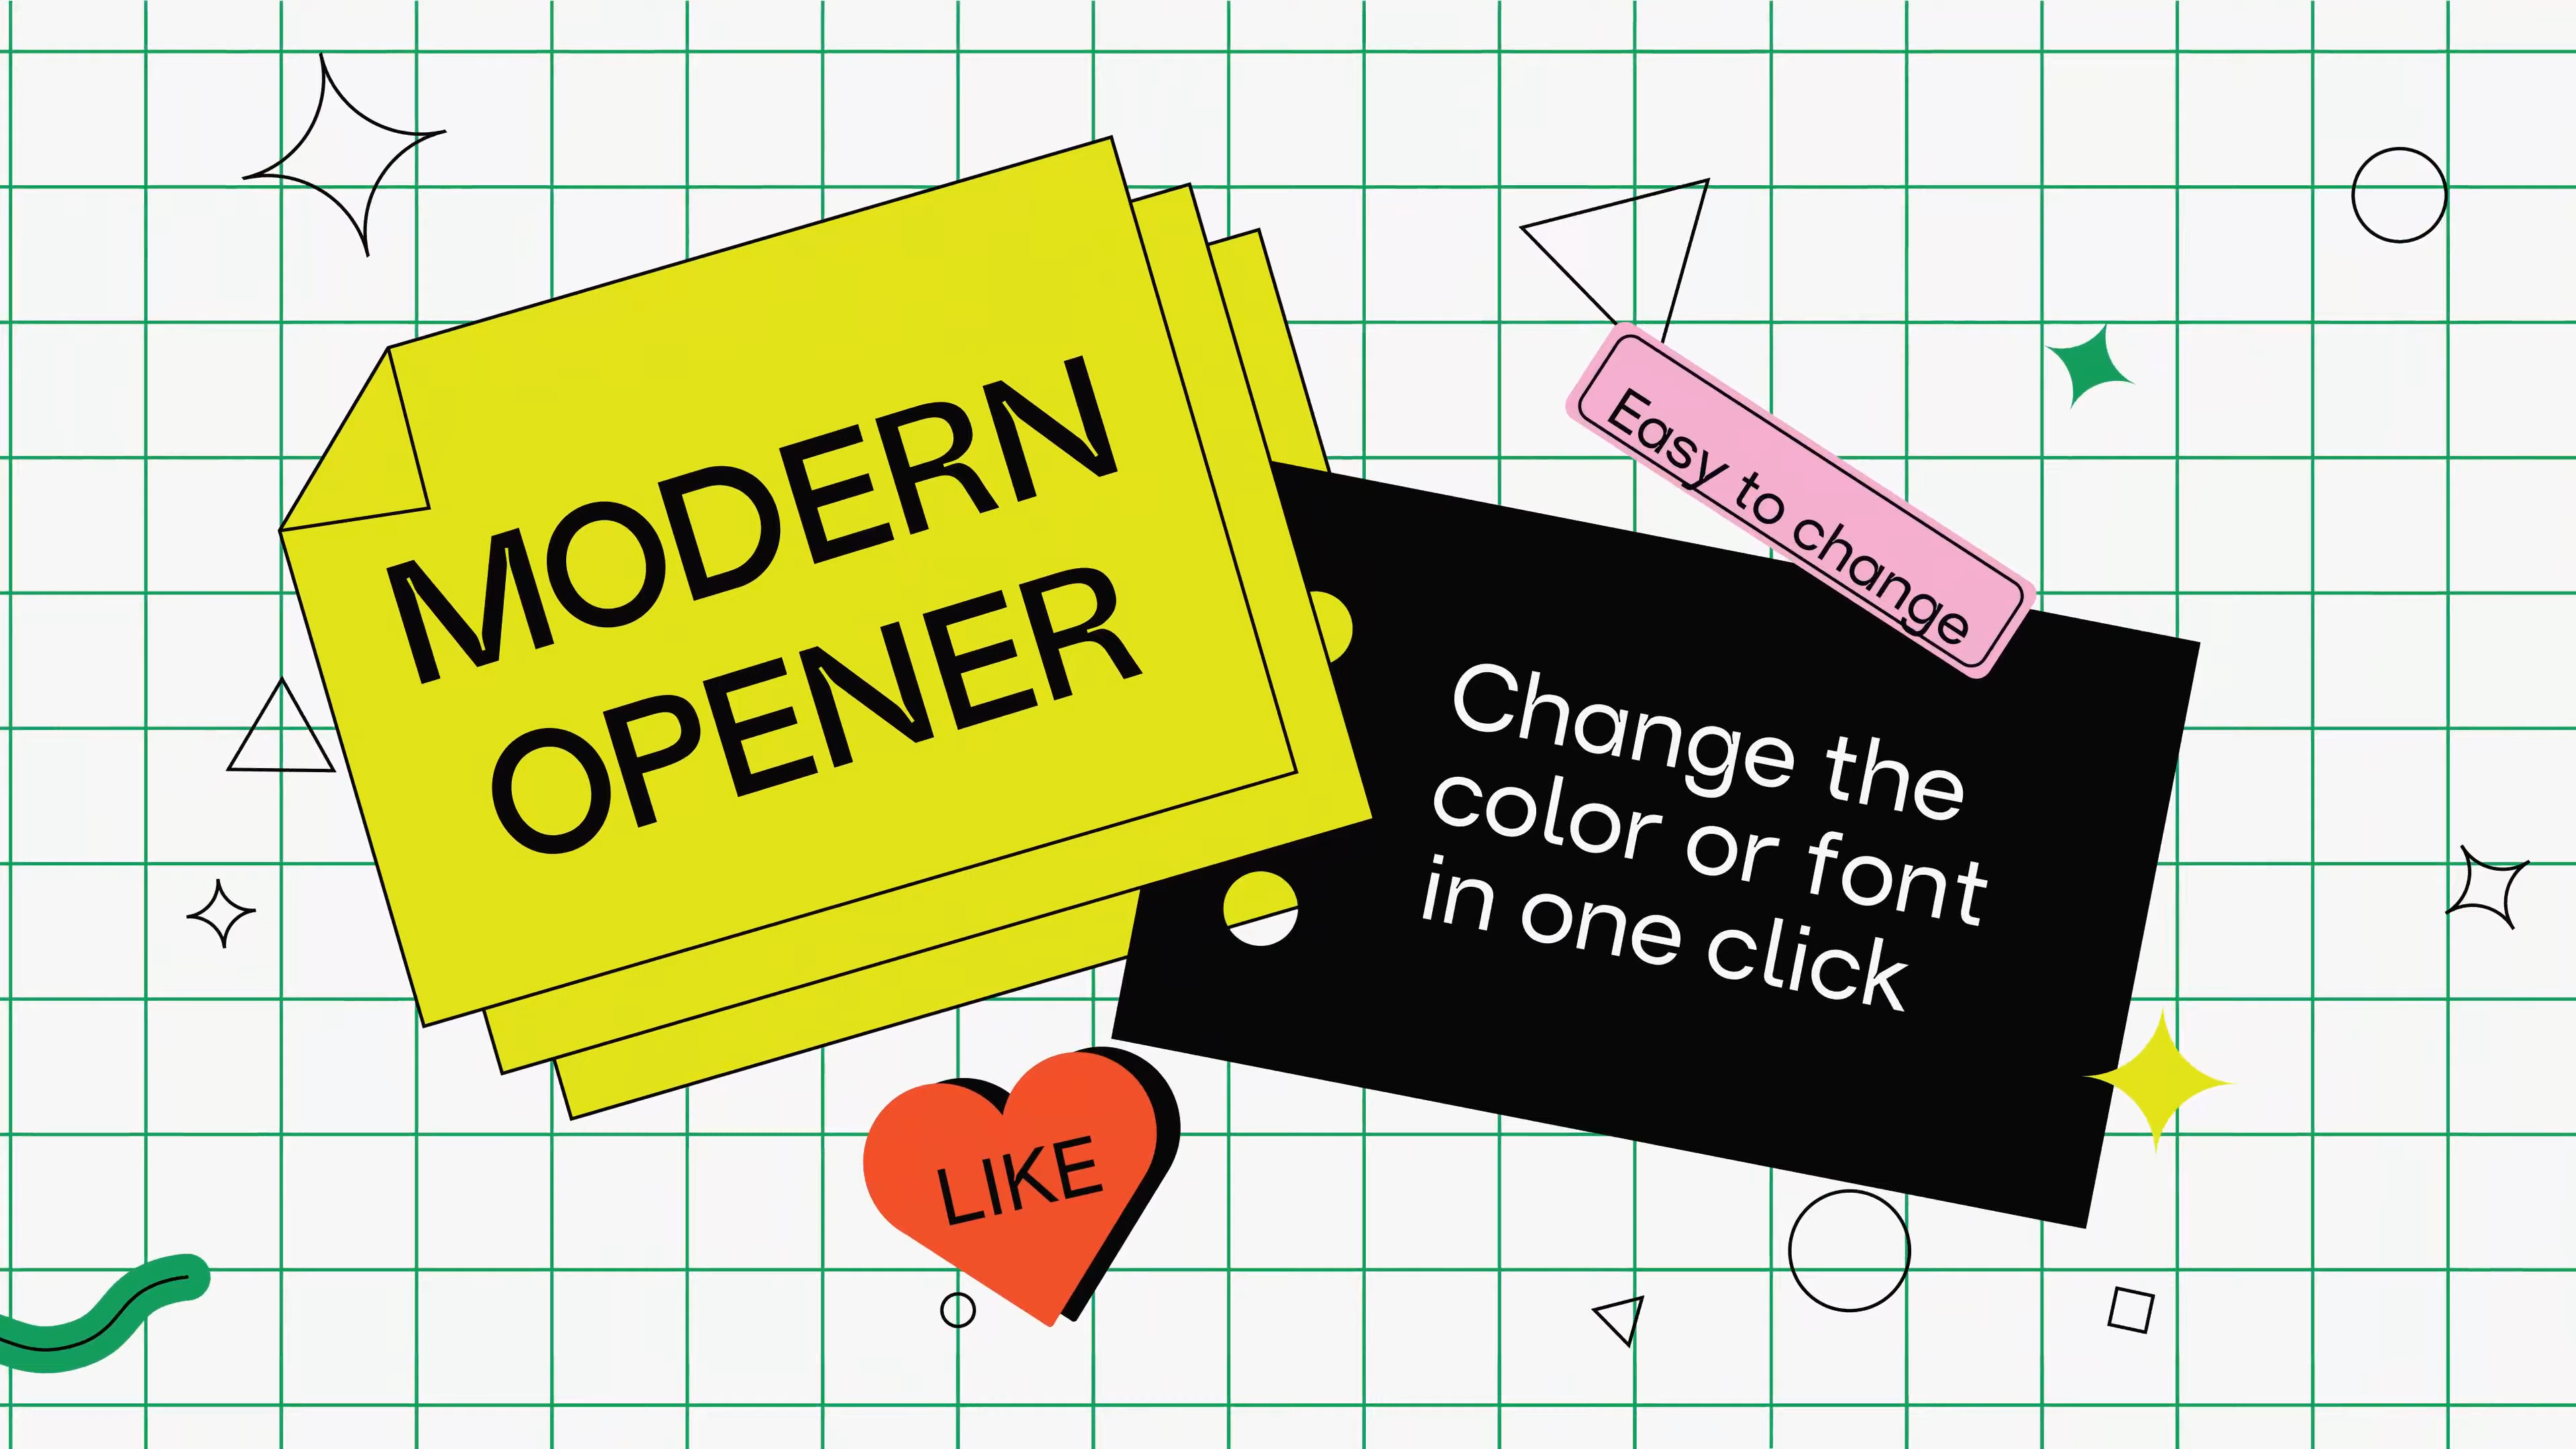 MODERN
OPENER
Easy to change
Change the
color or font
in one click
LIKE